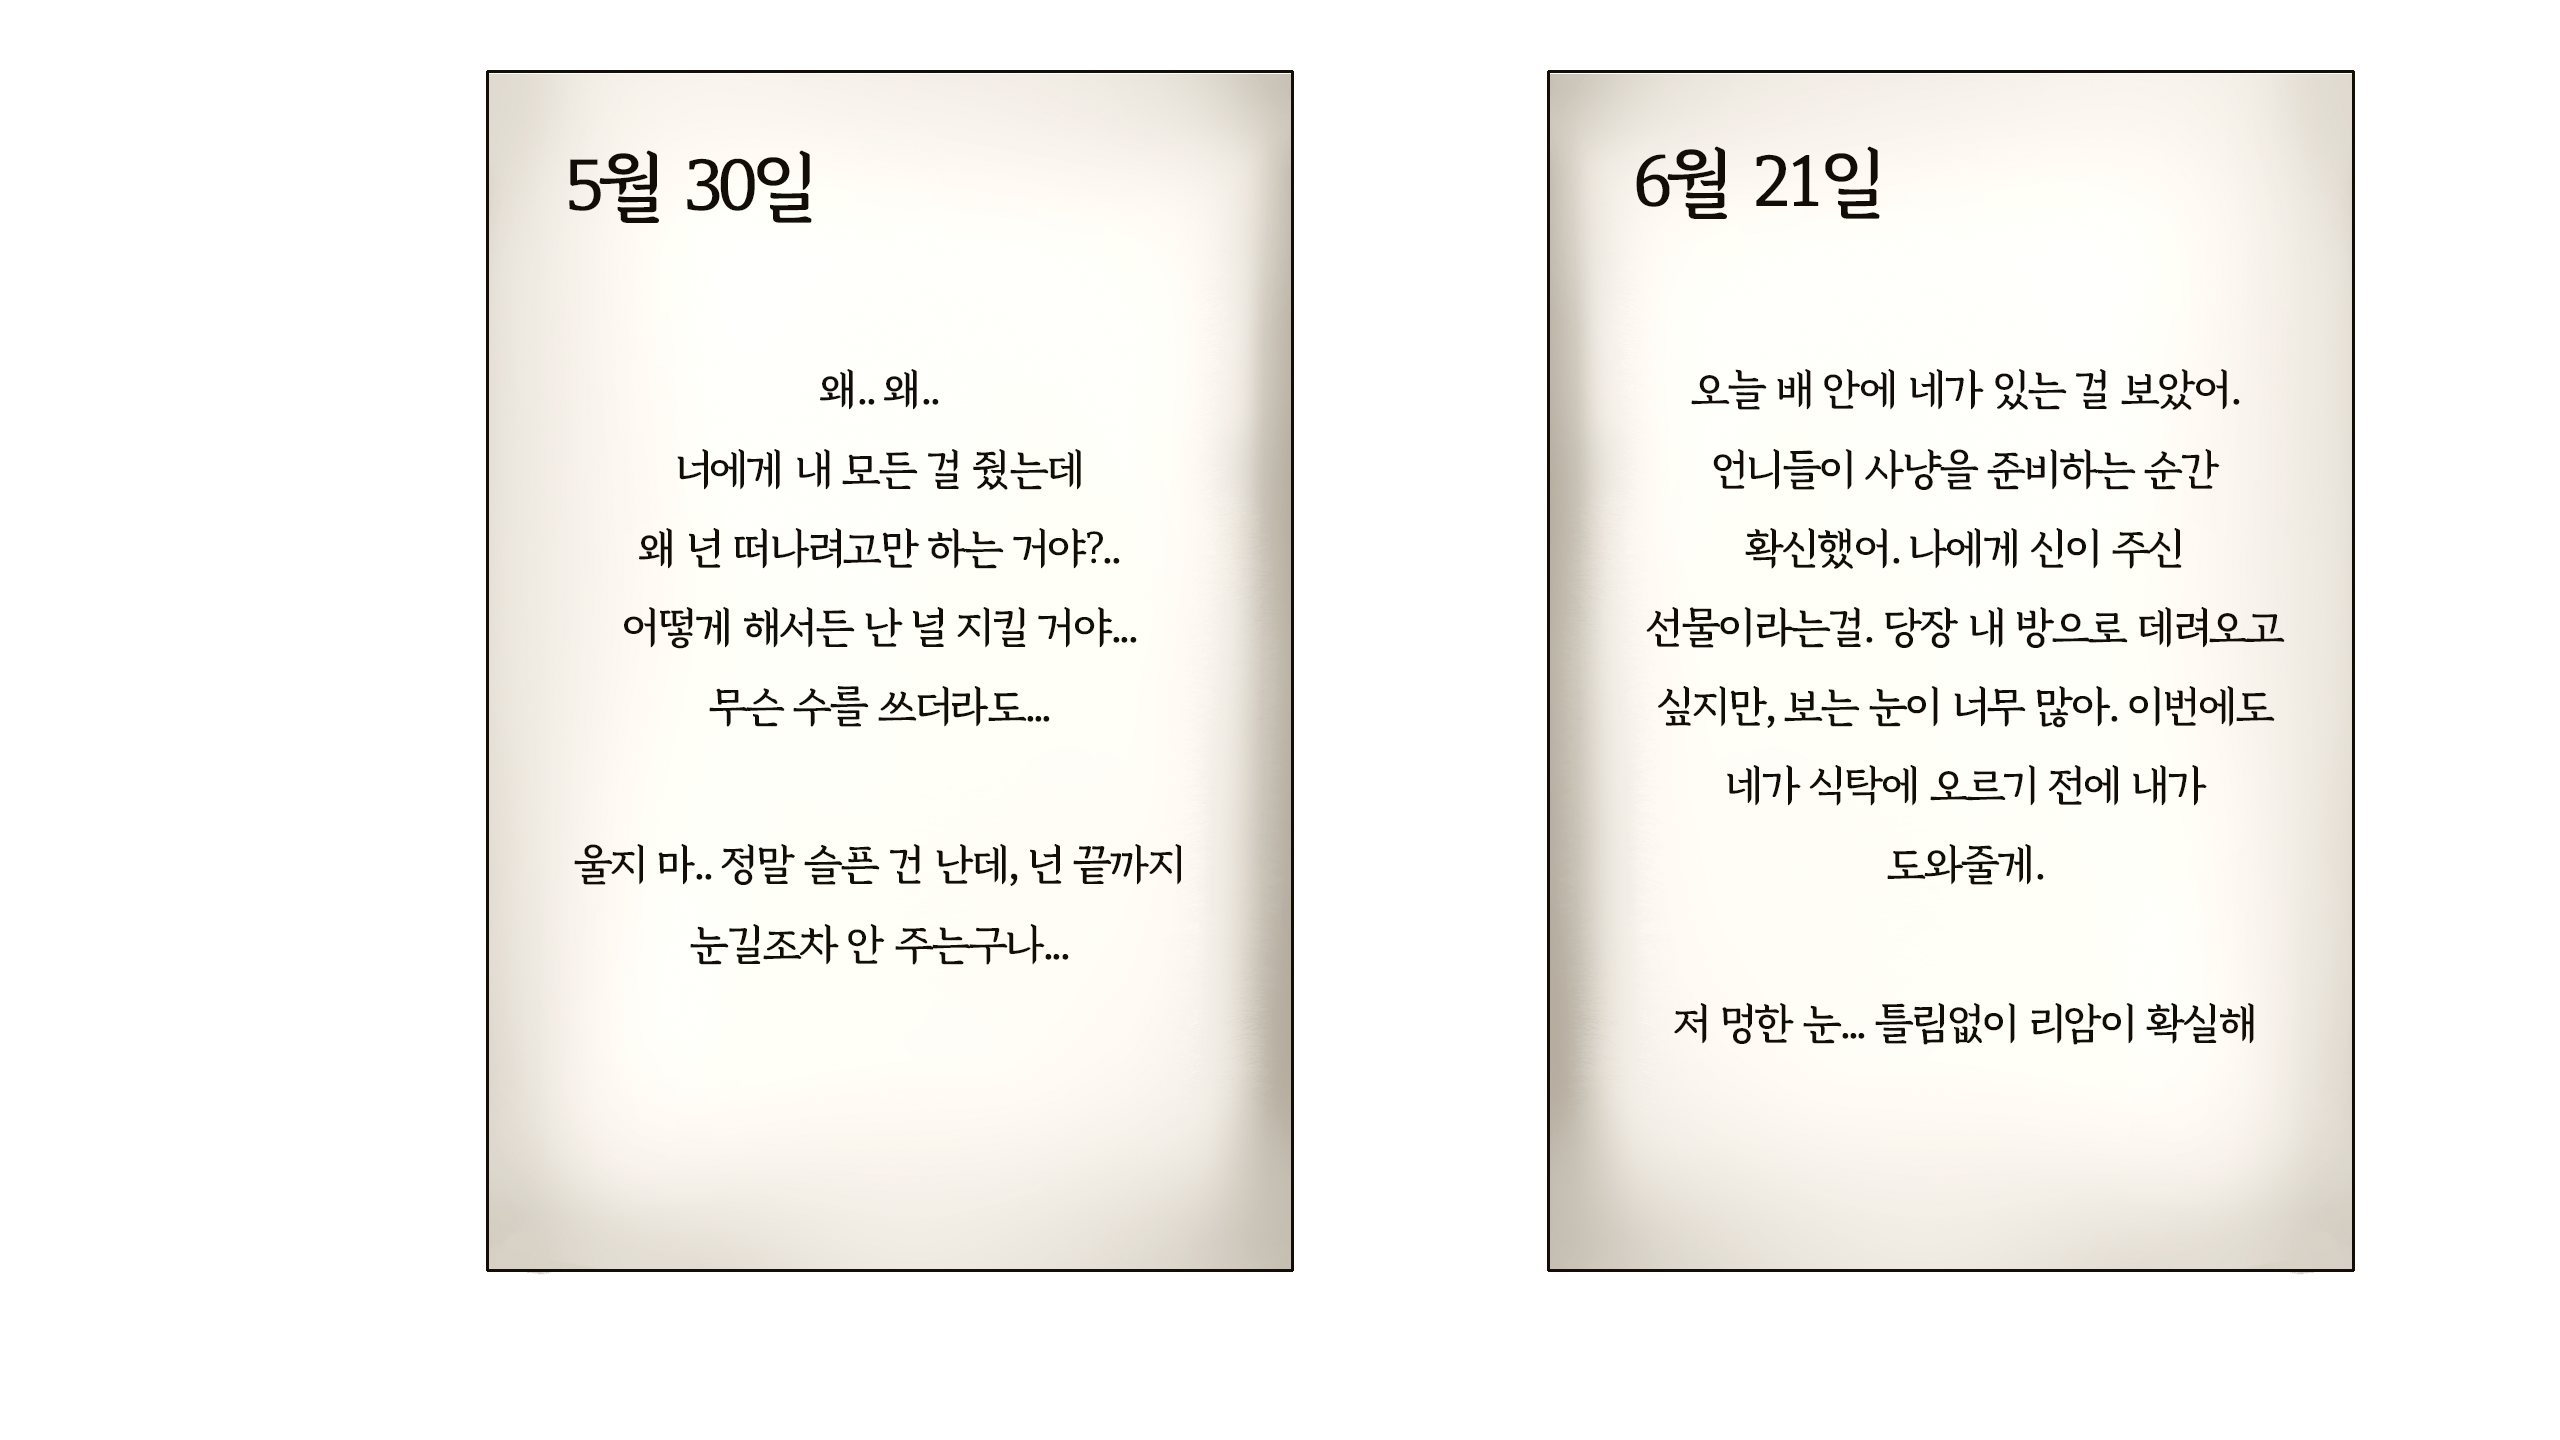 5월 30일
왜.. 왜..
너에게 내 모든 걸 줬는데
왜 넌 떠나려고만 하는 거야?..
어떻게 해서든 난 널 지킬 거야...
무슨 수를 쓰더라도...
울지 마.. 정말 슬픈 건 난데, 넌 끝까지
눈길조차 안 주는구나...
6월 21일
오늘 배 안에 네가 있는 걸 보았어.
언니들이 사냥을 준비하는 순간
확신했어. 나에게 신이 주신
선물이라는걸. 당장 내 방으로 데려오고
싶지만, 보는 눈이 너무 많아. 이번에도
네가 식탁에 오르기 전에 내가
도와줄게.
저 멍한 눈... 틀림없이 리암이 확실해